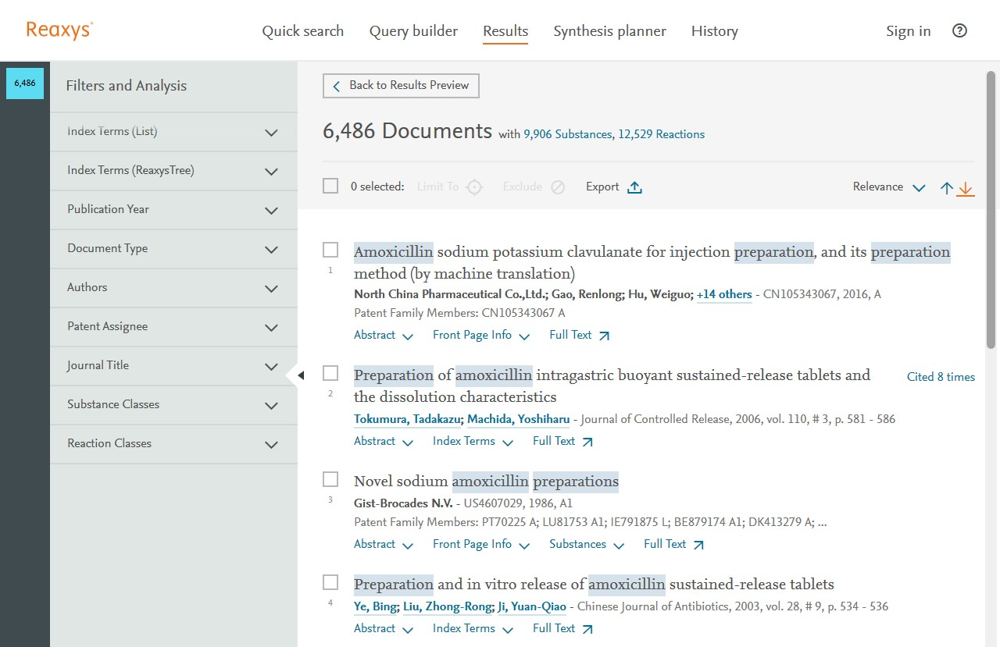 Reaxys®
Quick search Query builder Results Synthesis planner History Sign in ?
6,486
Filters and Analysis
Index Terms (List)
Index Terms (ReaxysTree)
Publication Year
Document Type
Authors
Patent Assignee
Journal Title
Substance Classes
Reaction Classes
Back to Results Preview
6,486 Documents with 9,906 Substances, 12,529 Reactions
0 selected: Limit To Exclude Export Relevance
1
Amoxicillin sodium potassium clavulanate for injection preparation, and its preparation
method (by machine translation)
North China Pharmaceutical Co.,Ltd.; Gao, Renlong; Hu, Weiguo; +14 others - CN105343067, 2016, A
Patent Family Members: CN105343067 A
Abstract Front Page Info Full Text
2
Preparation of amoxicillin intragastric buoyant sustained-release tablets and Cited 8 times
the dissolution characteristics
Tokumura, Tadakazu; Machida, Yoshiharu - Journal of Controlled Release, 2006, vol. 110, # 3, p. 581 - 586
Abstract Index Terms Full Text
3
Novel sodium amoxicillin preparations
Gist-Brocades N.V. - US4607029, 1986, A1
Patent Family Members: PT70225 A; LU81753 A1; IE791875 L; BE879174 A1; DK413279 A; ...
Abstract Front Page Info Substances Full Text
4
Preparation and in vitro release of amoxicillin sustained-release tablets
Ye, Bing; Liu, Zhong-Rong; Ji, Yuan-Qiao - Chinese Journal of Antibiotics, 2003, vol. 28, # 9, p. 534 - 536
Abstract Index Terms Full Text